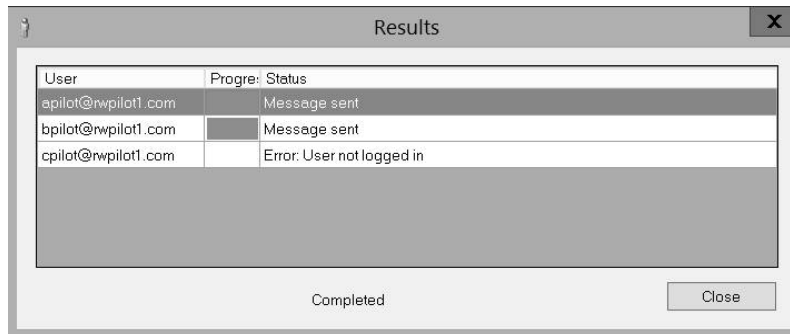 Results
X
User Progre: Status
apilot@rwpilot1.com Message sent
bpilot@rwpilot1.com Message sent
cpilot@rwpilot1.com Error: User not logged in
Completed
Close